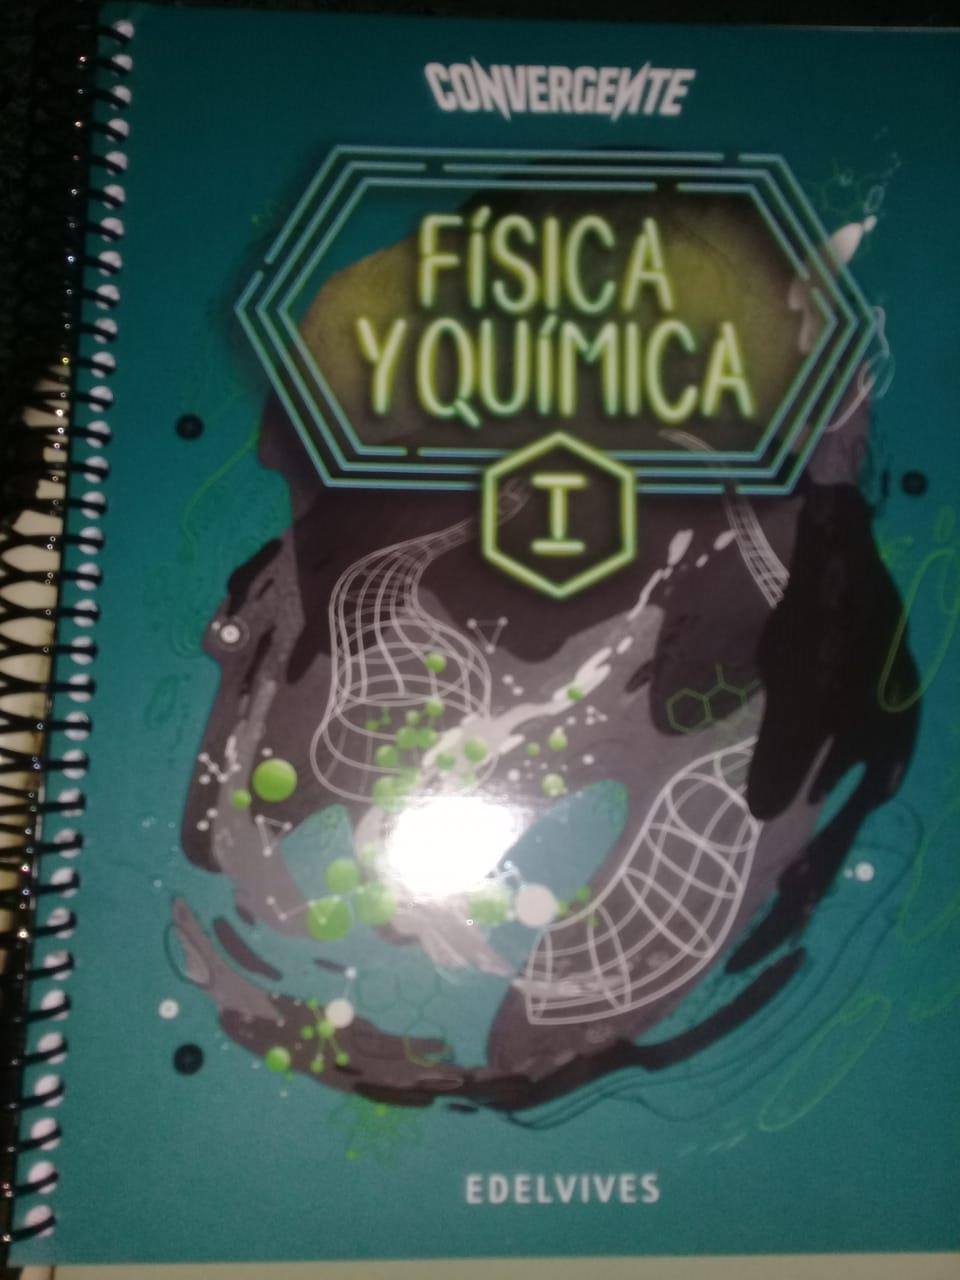 CONVERGENTE
FÍSICA
Y QUÍMICA
I
EDELVIVES